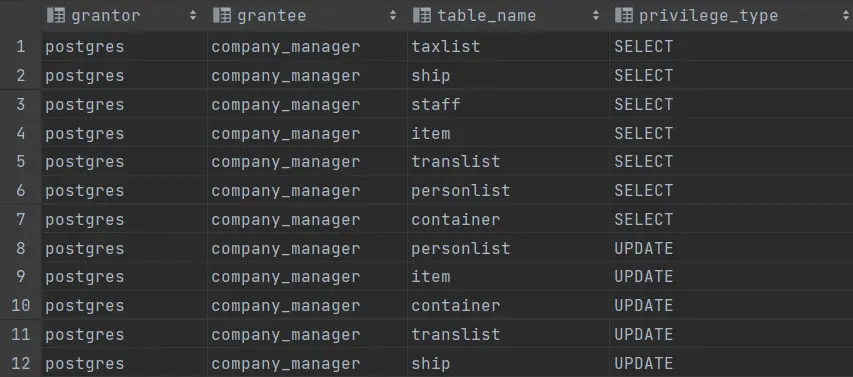 grantor grantee table_name privilege_type
1 postgres company_manager taxlist SELECT
2 postgres company_manager ship SELECT
3 postgres company_manager staff SELECT
4 postgres company_manager item SELECT
5 postgres company_manager translist SELECT
6 postgres company_manager personlist SELECT
7 postgres company_manager container SELECT
8 postgres company_manager personlist UPDATE
9 postgres company_manager item UPDATE
10 postgres company_manager container UPDATE
11 postgres company_manager translist UPDATE
12 postgres company_manager ship UPDATE